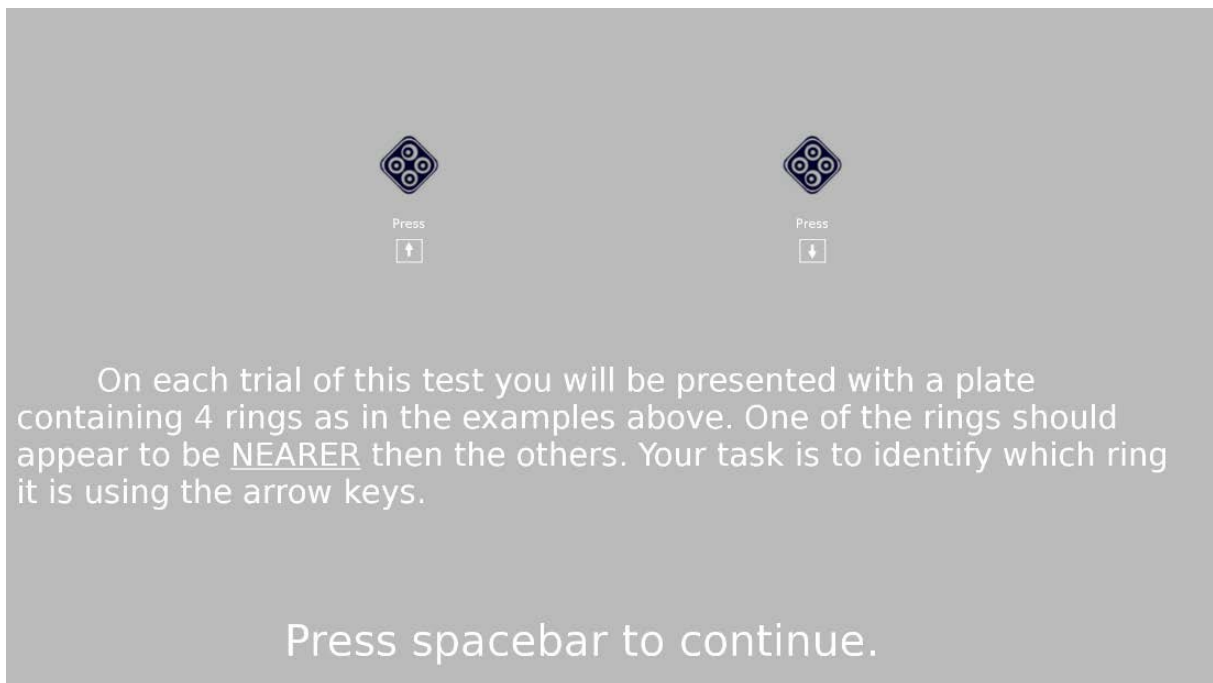 Press Press
On each trial of this test you will be presented with a plate
containing 4 rings as in the examples above. One of the rings should
appear to be NEARER then the others. Your task is to identify which ring
it is using the arrow keys.
Press spacebar to continue.